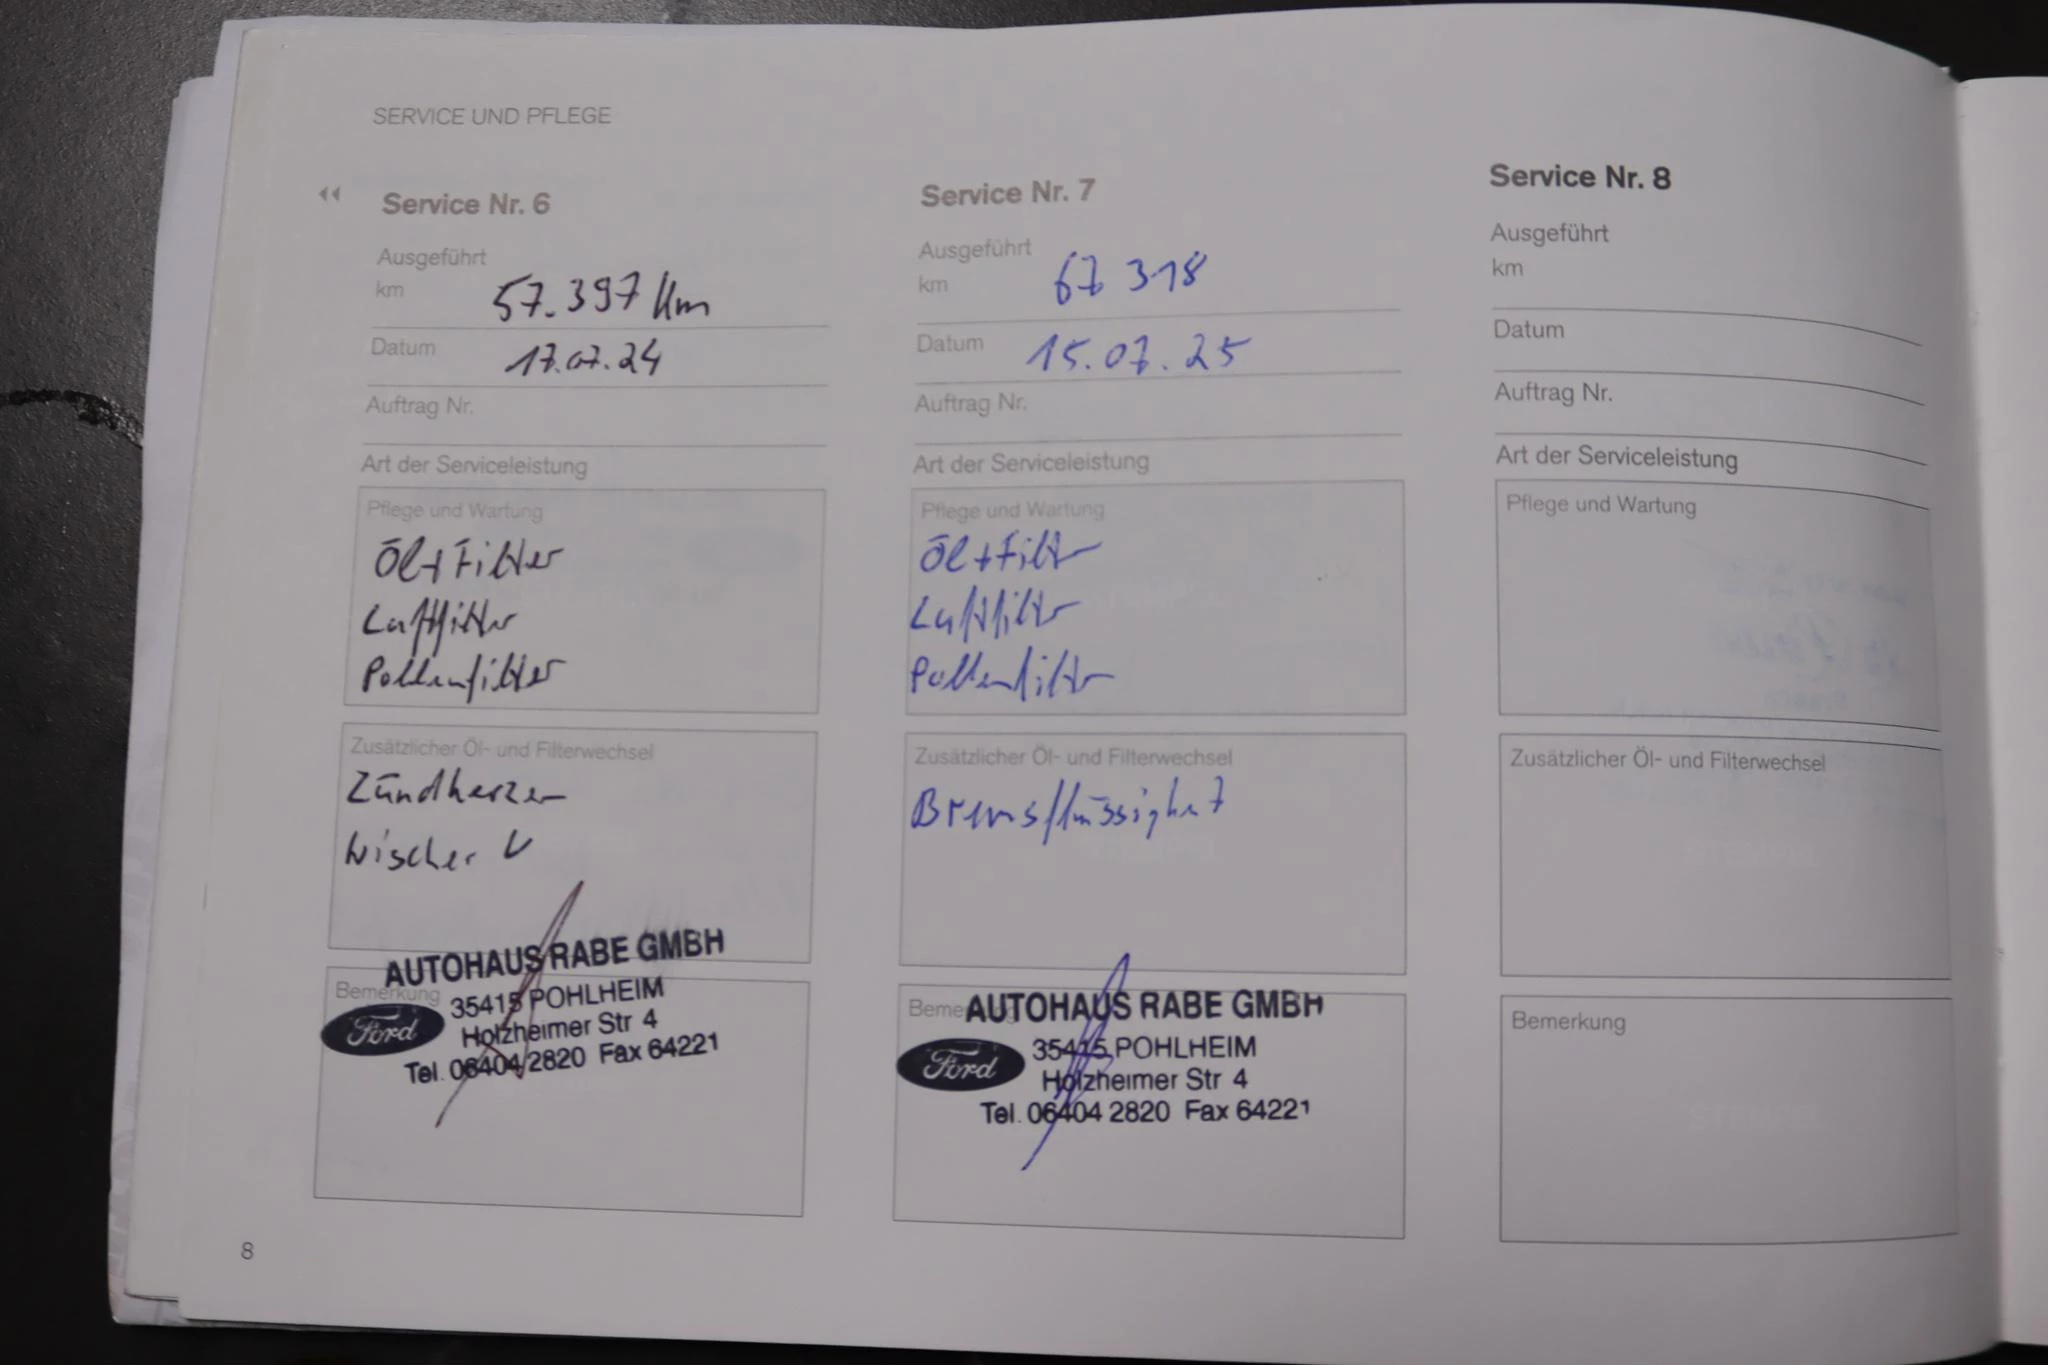 SERVICE UND PFLEGE
Service Nr. 6
Ausgeführt
km 57.397 km
Datum 17.07.24
Auftrag Nr.
Art der Serviceleistung
Pflege und Wartung
Öl + Filter
Luftfilter
Pollenfilter
Zusätzlicher Öl- und Filterwechsel
Zündkerzen
Wischer V
Bemerkung
AUTOHAUS RABE GMBH
35415 POHLHEIM
Ford
Holzheimer Str 4
Tel. 06404 2820 Fax 64221
Service Nr. 7
Ausgeführt
km 67 318
Datum 15.07.25
Auftrag Nr.
Art der Serviceleistung
Pflege und Wartung
Öl + Filter
Luftfilter
Pollenfilter
Zusätzlicher Öl- und Filterwechsel
Bremsflüssigkeit
AUTOHAUS RABE GMBH
35415 POHLHEIM
Ford
Holzheimer Str 4
Tel. 06404 2820 Fax 64221
Service Nr. 8
Ausgeführt
km
Datum
Auftrag Nr.
Art der Serviceleistung
Pflege und Wartung
Zusätzlicher Öl- und Filterwechsel
Bemerkung
8